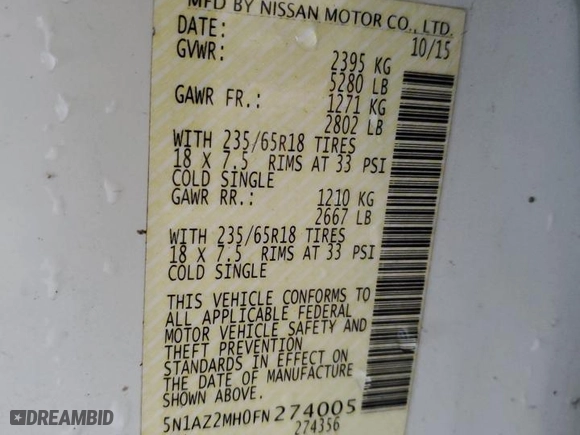 MFD BY NISSAN MOTOR CO., LTD.
DATE: 10/15
GVWR: 2395 KG
5280 LB
GAWR FR.: 1271 KG
2802 LB
WITH 235/65R18 TIRES
18 X 7.5 RIMS AT 33 PSI
COLD SINGLE
GAWR RR.: 1210 KG
2667 LB
WITH 235/65R18 TIRES
18 X 7.5 RIMS AT 33 PSI
COLD SINGLE
THIS VEHICLE CONFORMS TO
ALL APPLICABLE FEDERAL
MOTOR VEHICLE SAFETY AND
THEFT PREVENTION
STANDARDS IN EFFECT ON
THE DATE OF MANUFACTURE
SHOWN ABOVE.
5N1AZ2MH0FN274005
274356
DREAMBID